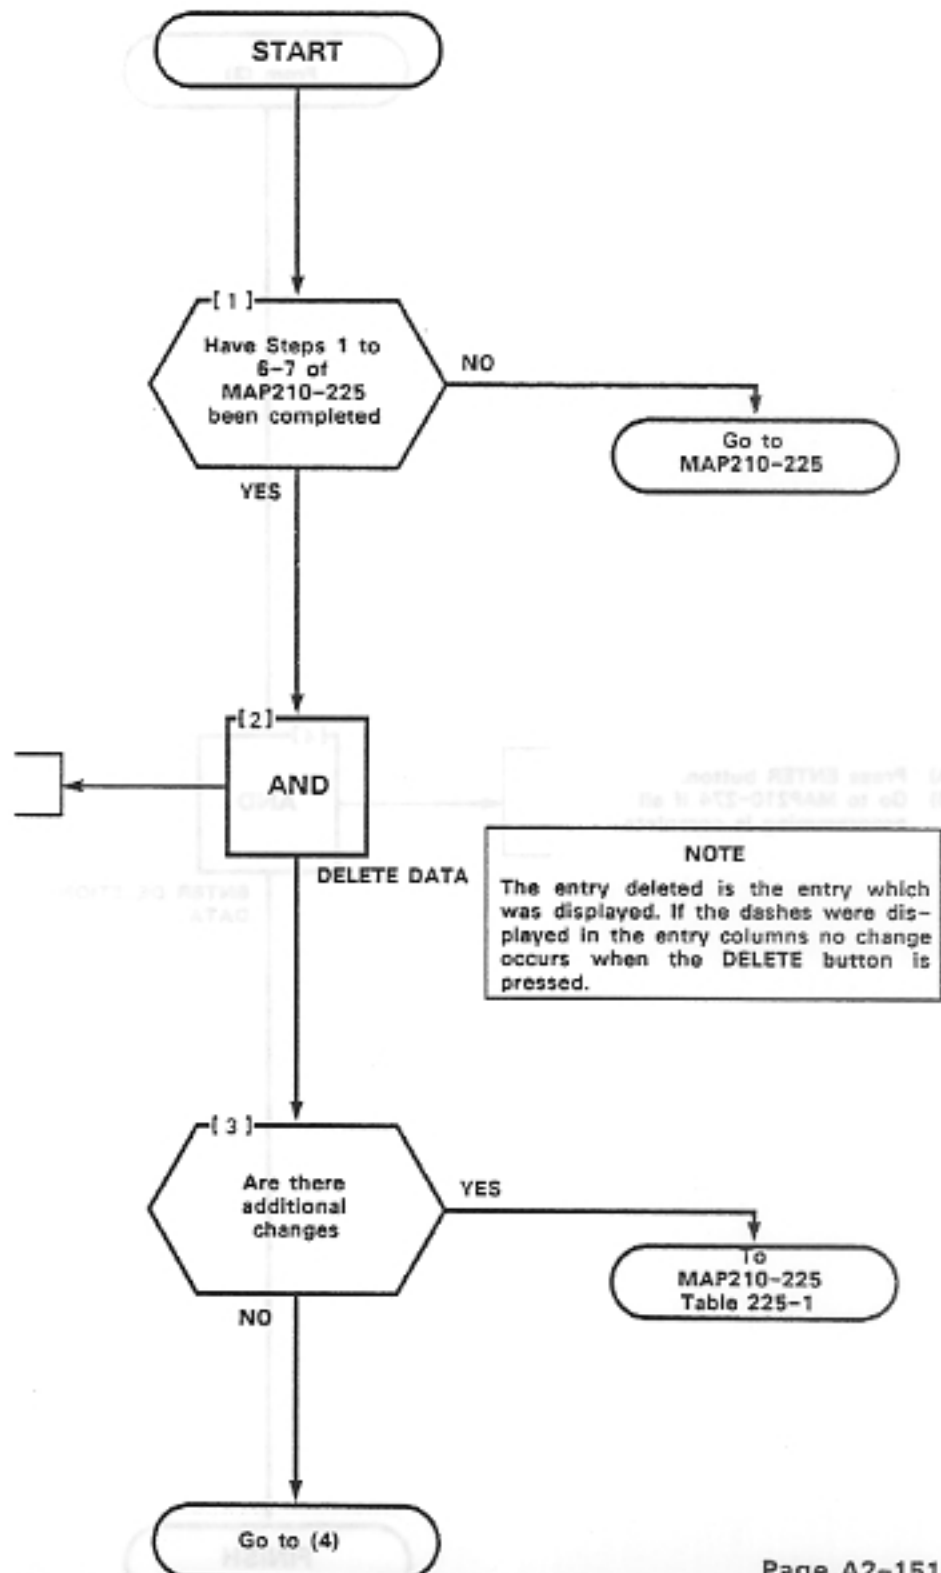 START
[1]
Have Steps 1 to
6-7 of
MAP210-225
been completed
NO
Go to
MAP210-225
YES
[2]
AND
DELETE DATA
NOTE
The entry deleted is the entry which
was displayed. If the dashes were dis-
played in the entry columns no change
occurs when the DELETE button is
pressed.
[3]
Are there
additional
changes
YES
To
MAP210-225
Table 225-1
NO
Go to (4)
Page A2-151